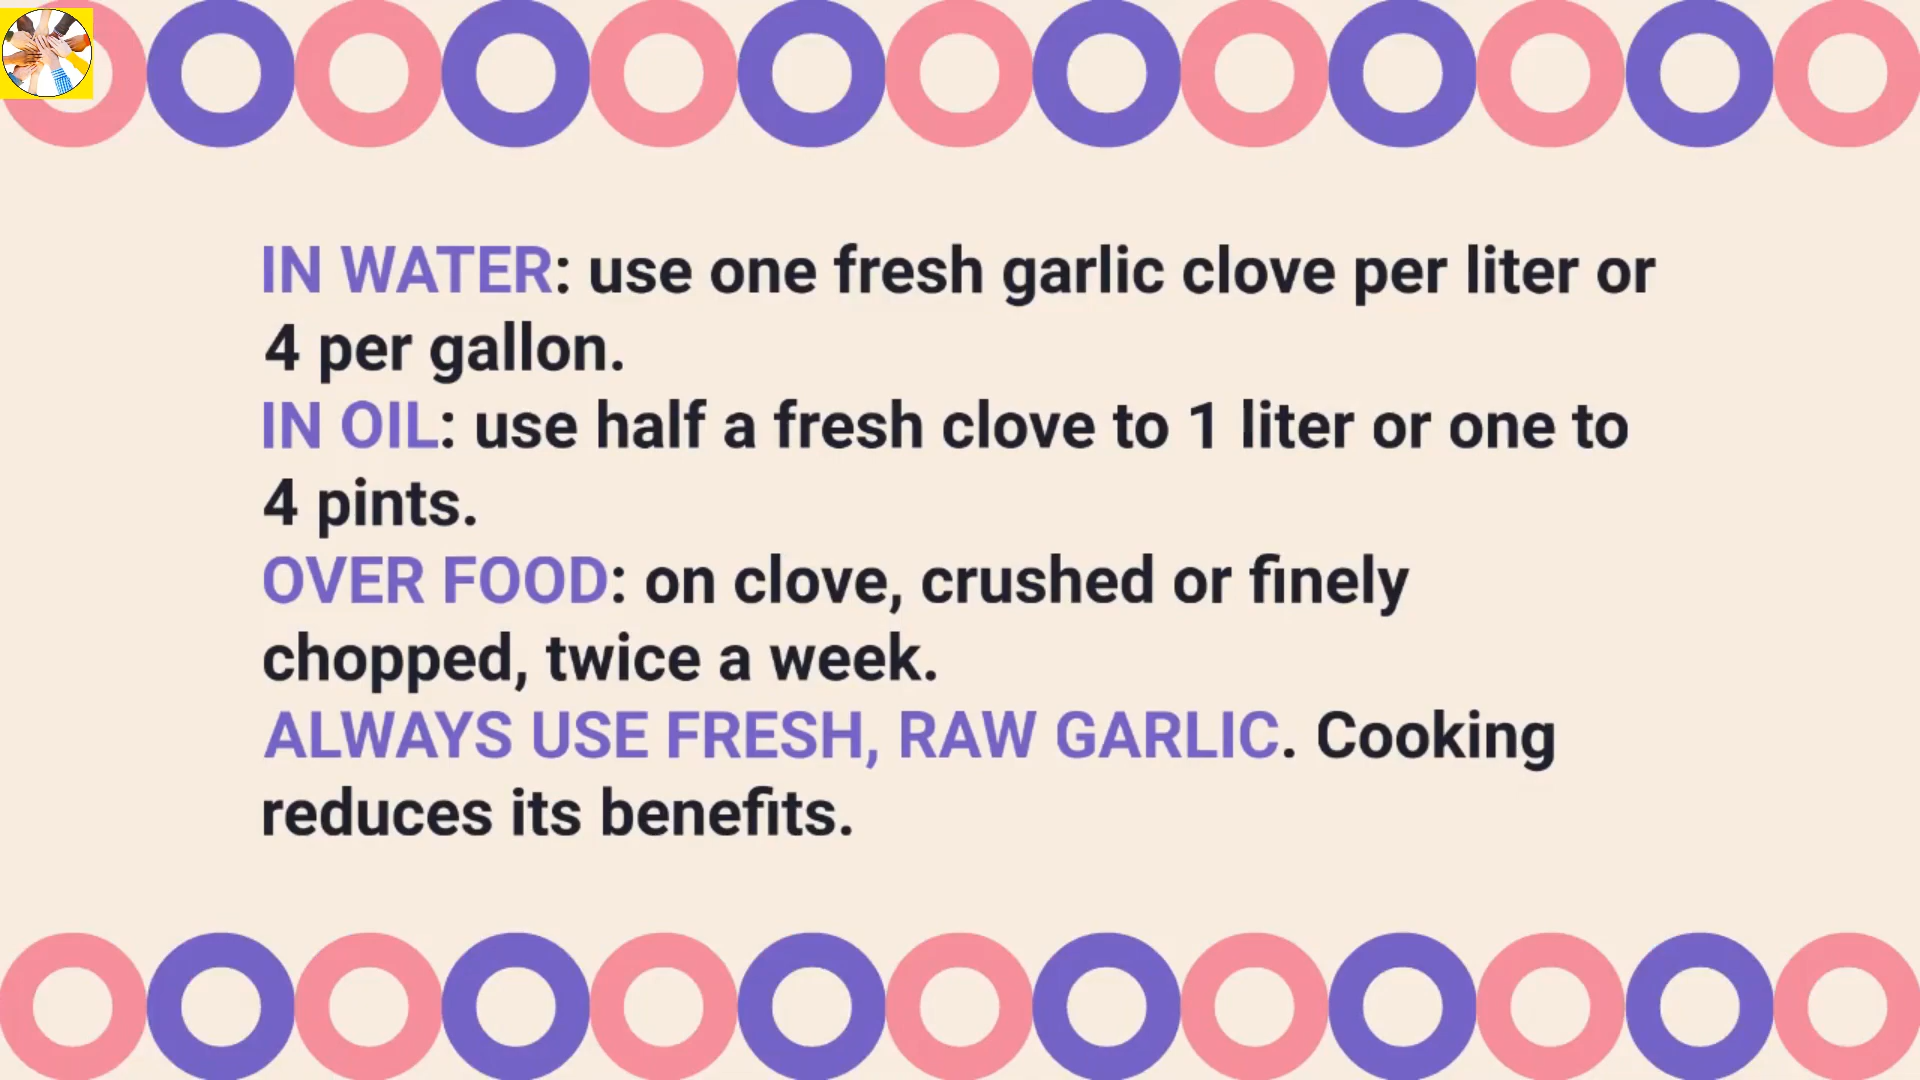 IN WATER: use one fresh garlic clove per liter or
4 per gallon.
IN OIL: use half a fresh clove to 1 liter or one to
4 pints.
OVER FOOD: on clove, crushed or finely
chopped, twice a week.
ALWAYS USE FRESH, RAW GARLIC. Cooking
reduces its benefits.